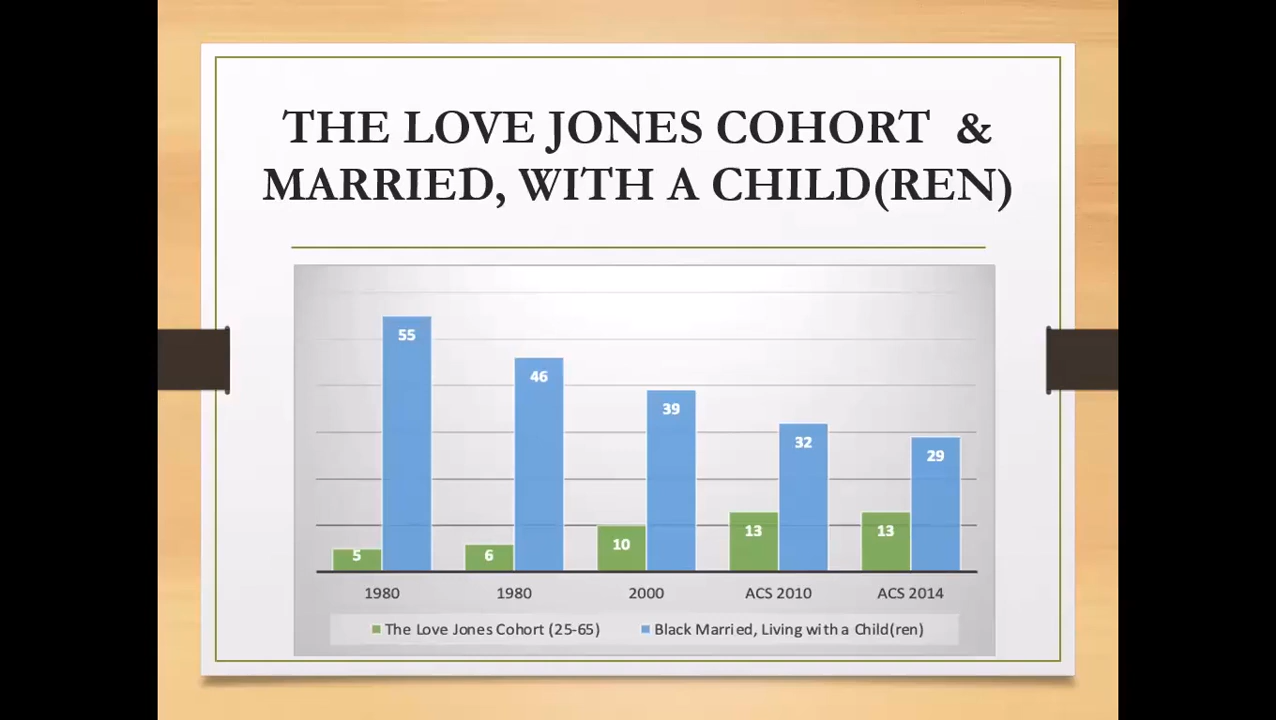 THE LOVE JONES COHORT &
MARRIED, WITH A CHILD(REN)
55
46
39
32
29
5
6
10
13
13
1980
1980
2000
ACS 2010
ACS 2014
The Love Jones Cohort (25-65)
Black Married, Living with a Child(ren)